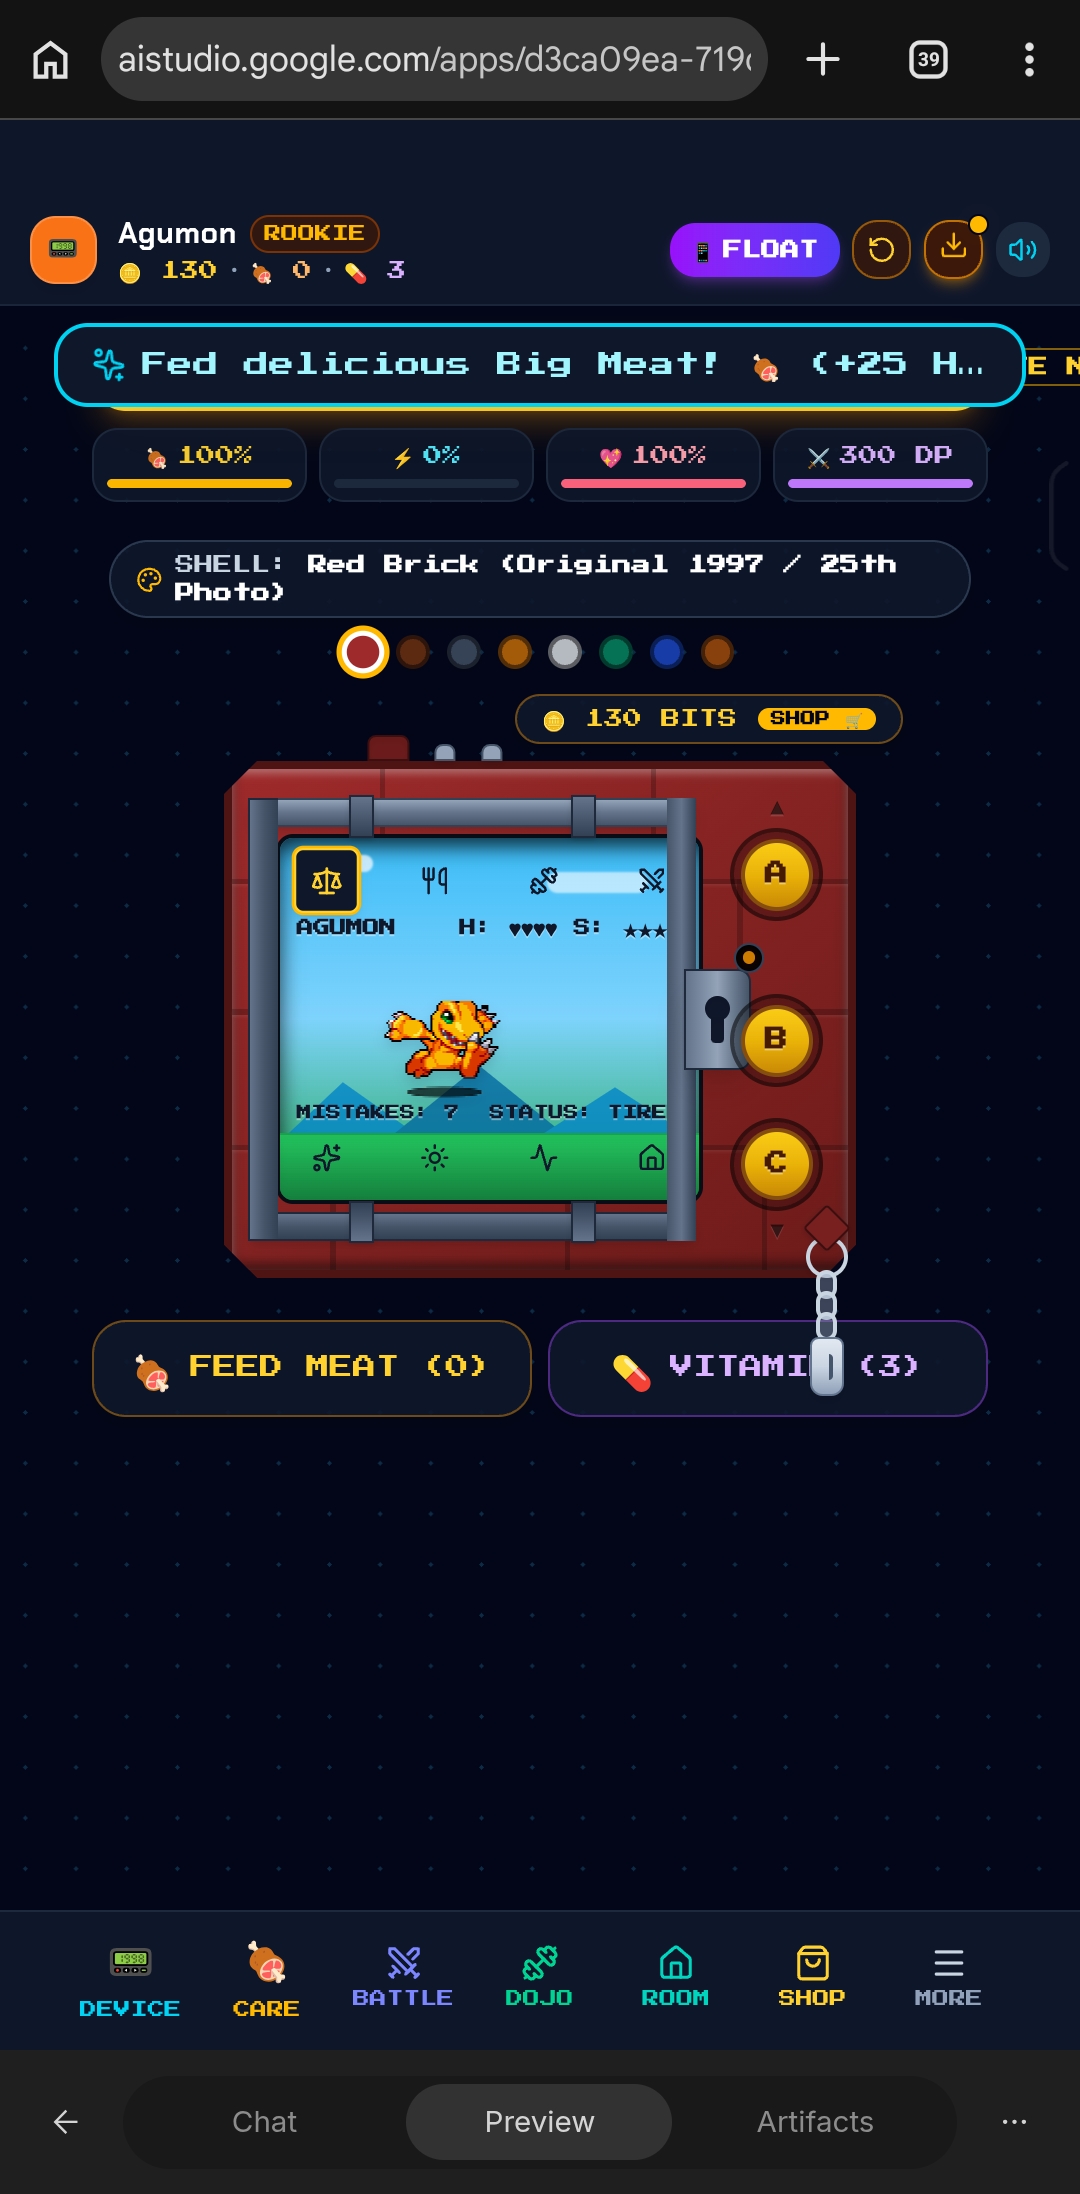 aistudio.google.com/apps/d3ca09ea-719
39
Agumon ROOKIE
130 · 0 · 3
FLOAT
Fed delicious Big Meat! (+25 H...
E N
100%
0%
100%
300 DP
SHELL: Red Brick (Original 1997 / 25th
Photo)
130 BITS SHOP
A
AGUMON H: ♥♥♥♥ S: ★★★
B
MISTAKES: 7 STATUS: TIRE
C
FEED MEAT (0)
VITAMI (3)
DEVICE
CARE
BATTLE
DOJO
ROOM
SHOP
MORE
Chat
Preview
Artifacts